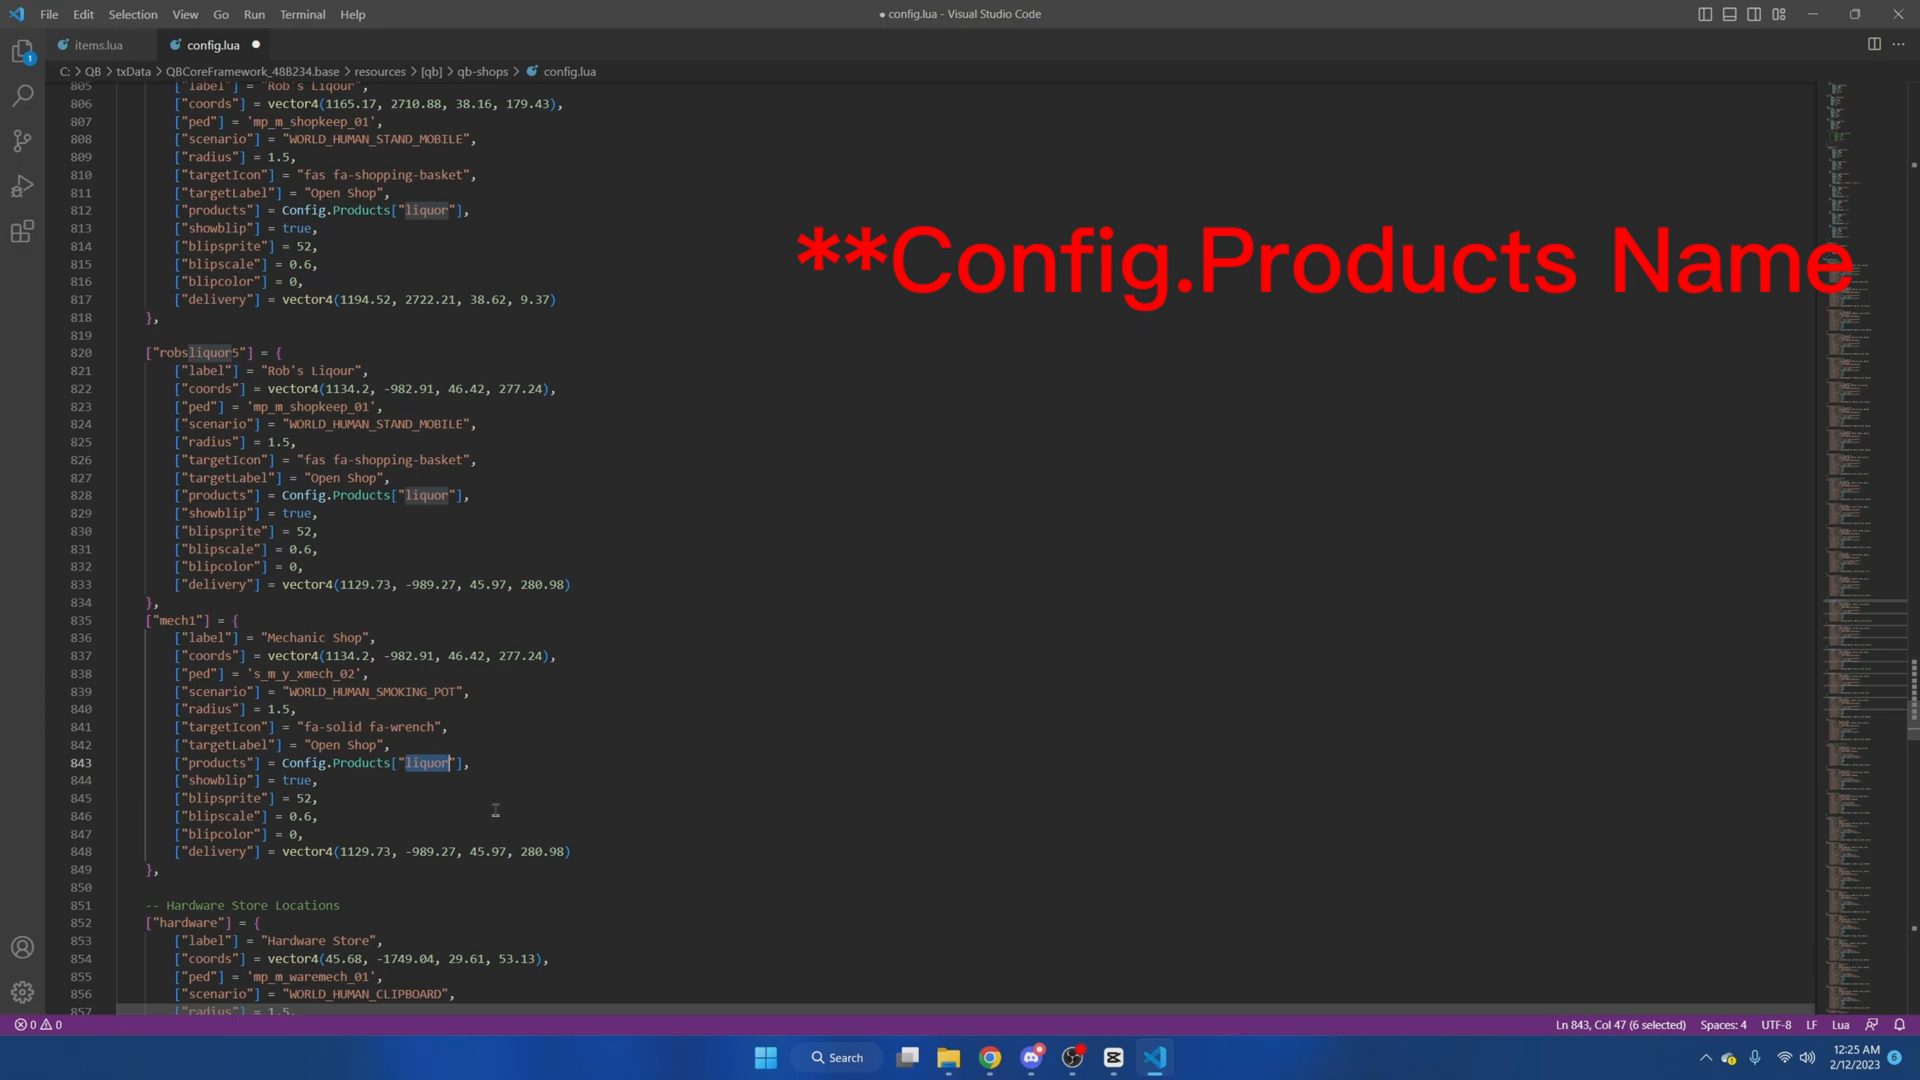 File Edit Selection View Go Run Terminal Help
● config.lua - Visual Studio Code
items.lua config.lua ●
C: > QB > txData > QBCoreFramework_48B234.base > resources > [qb] > qb-shops > config.lua
805 ["label"] = "Rob's Liqour",
806 ["coords"] = vector4(1165.17, 2710.88, 38.16, 179.43),
807 ["ped"] = 'mp_m_shopkeep_01',
808 ["scenario"] = "WORLD_HUMAN_STAND_MOBILE",
809 ["radius"] = 1.5,
810 ["targetIcon"] = "fas fa-shopping-basket",
811 ["targetLabel"] = "Open Shop",
812 ["products"] = Config.Products["liquor"],
813 ["showblip"] = true,
814 ["blipsprite"] = 52,
815 ["blipscale"] = 0.6,
816 ["blipcolor"] = 0,
817 ["delivery"] = vector4(1194.52, 2722.21, 38.62, 9.37)
818 },
819
820 ["robsliquor5"] = {
821 ["label"] = "Rob's Liqour",
822 ["coords"] = vector4(1134.2, -982.91, 46.42, 277.24),
823 ["ped"] = 'mp_m_shopkeep_01',
824 ["scenario"] = "WORLD_HUMAN_STAND_MOBILE",
825 ["radius"] = 1.5,
826 ["targetIcon"] = "fas fa-shopping-basket",
827 ["targetLabel"] = "Open Shop",
828 ["products"] = Config.Products["liquor"],
829 ["showblip"] = true,
830 ["blipsprite"] = 52,
831 ["blipscale"] = 0.6,
832 ["blipcolor"] = 0,
833 ["delivery"] = vector4(1129.73, -989.27, 45.97, 280.98)
834 },
835 ["mech1"] = {
836 ["label"] = "Mechanic Shop",
837 ["coords"] = vector4(1134.2, -982.91, 46.42, 277.24),
838 ["ped"] = 's_m_y_xmech_02',
839 ["scenario"] = "WORLD_HUMAN_SMOKING_POT",
840 ["radius"] = 1.5,
841 ["targetIcon"] = "fa-solid fa-wrench",
842 ["targetLabel"] = "Open Shop",
843 ["products"] = Config.Products["liquor"],
844 ["showblip"] = true,
845 ["blipsprite"] = 52,
846 ["blipscale"] = 0.6,
847 ["blipcolor"] = 0,
848 ["delivery"] = vector4(1129.73, -989.27, 45.97, 280.98)
849 },
850
851 -- Hardware Store Locations
852 ["hardware"] = {
853 ["label"] = "Hardware Store",
854 ["coords"] = vector4(45.68, -1749.04, 29.61, 53.13),
855 ["ped"] = 'mp_m_waremech_01',
856 ["scenario"] = "WORLD_HUMAN_CLIPBOARD",
857 ["radius"] = 1.5,
**Config.Products Name
1
0 0 Ln 843, Col 47 (6 selected) Spaces: 4 UTF-8 LF Lua
Search
12:25 AM
2/12/2023
6